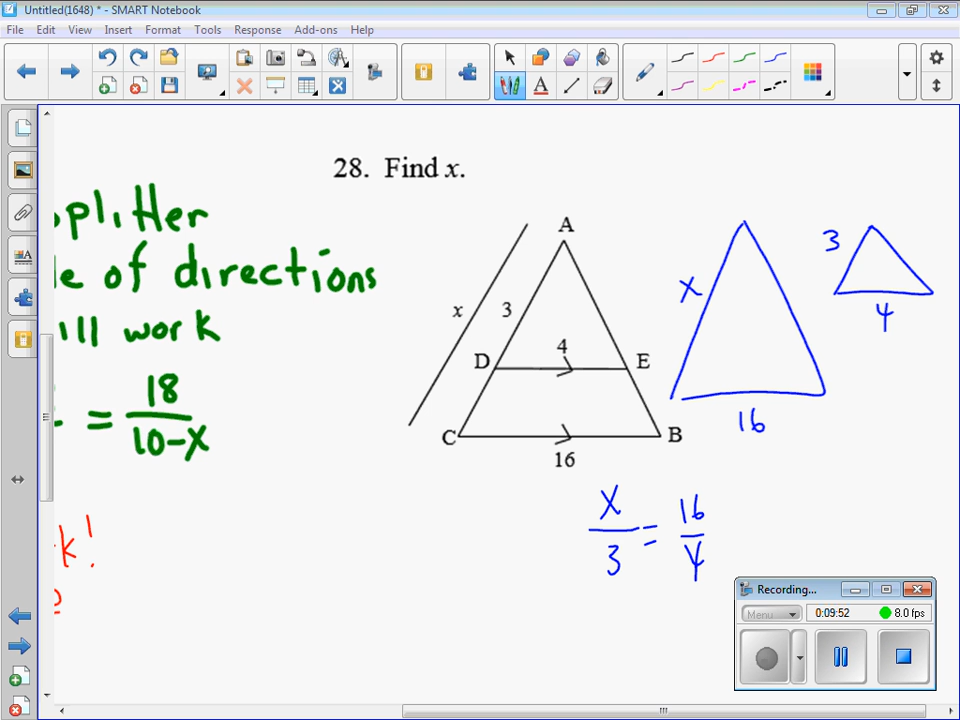 Untitled(1648) * - SMART Notebook
File Edit View Insert Format Tools Response Add-ons Help
28. Find x.
plitter
e of directions
ill work
= 18
10-x
k!
A
x
3
4
D
E
C
B
16
x
16
3
4
x
3
=
16
4
Recording...
Menu
0:09:52
8.0 fps